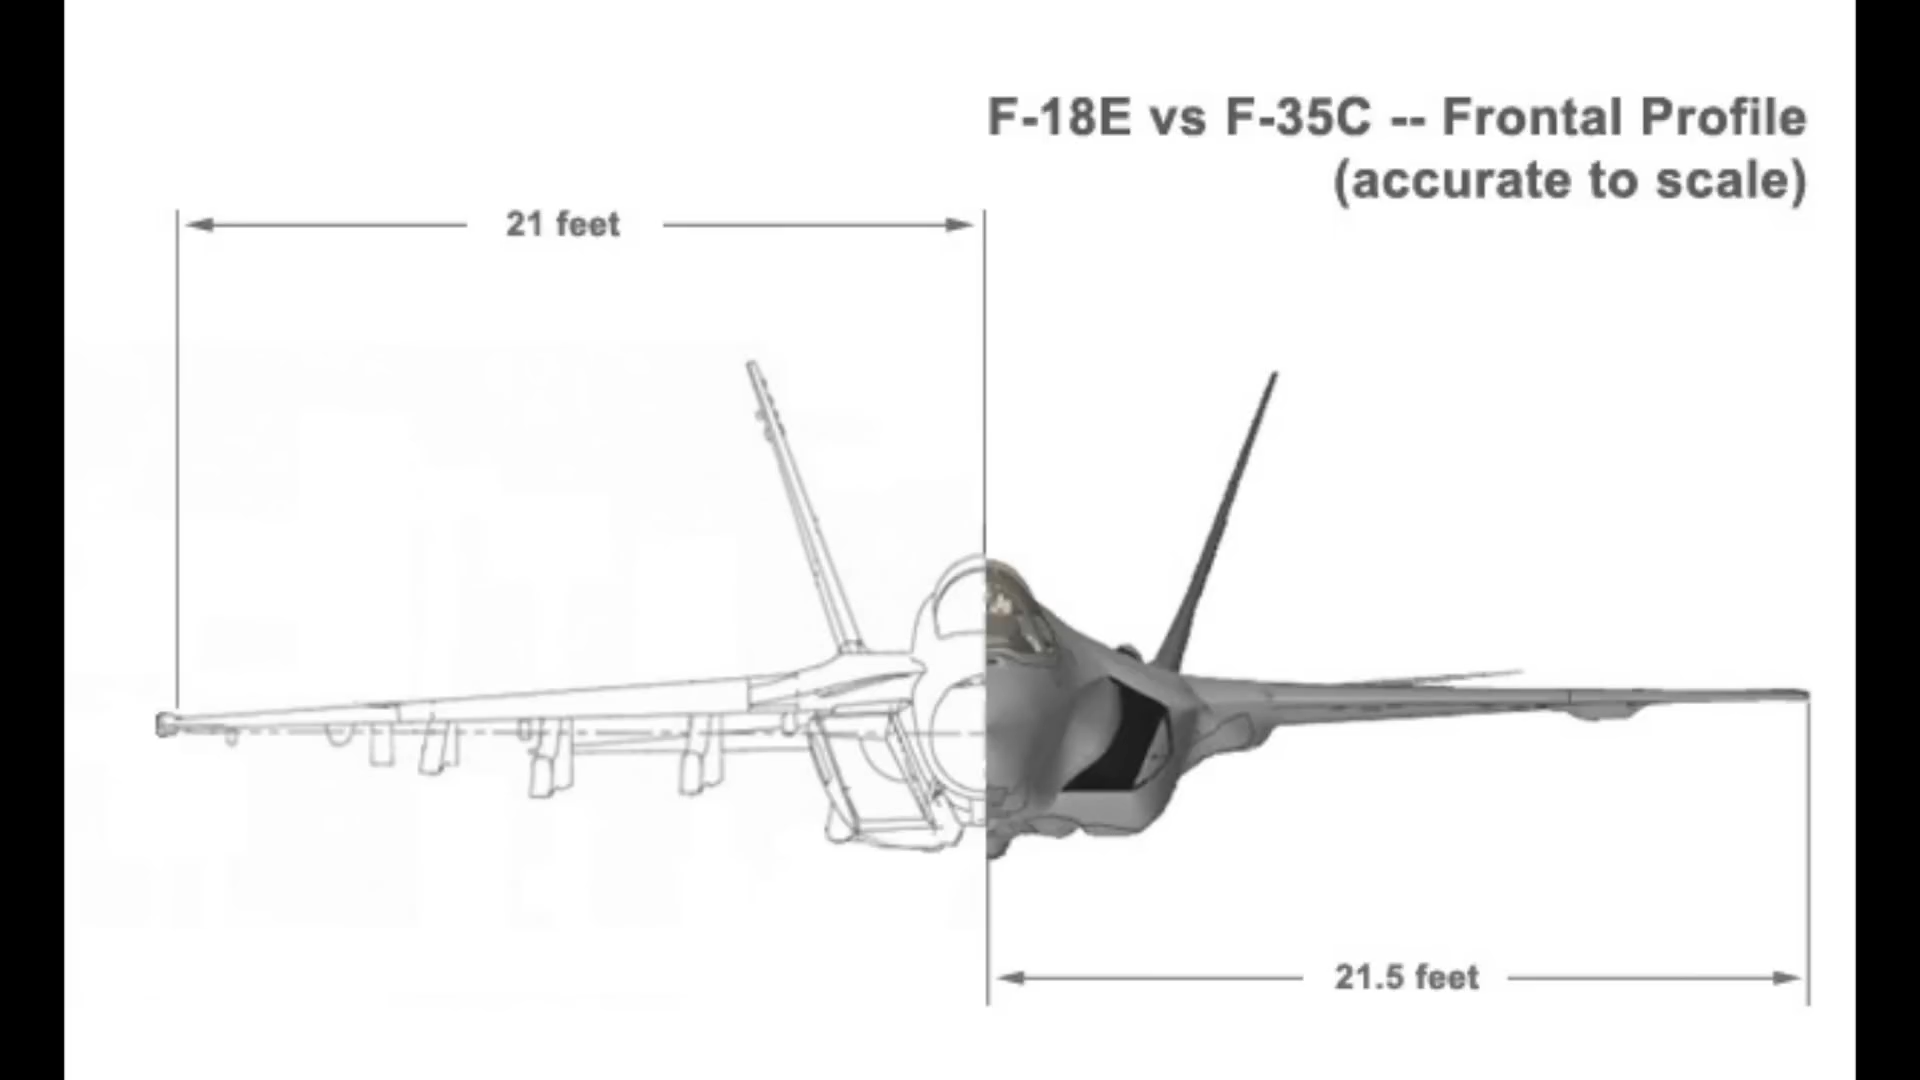 F-18E vs F-35C -- Frontal Profile
(accurate to scale)
21 feet
21.5 feet